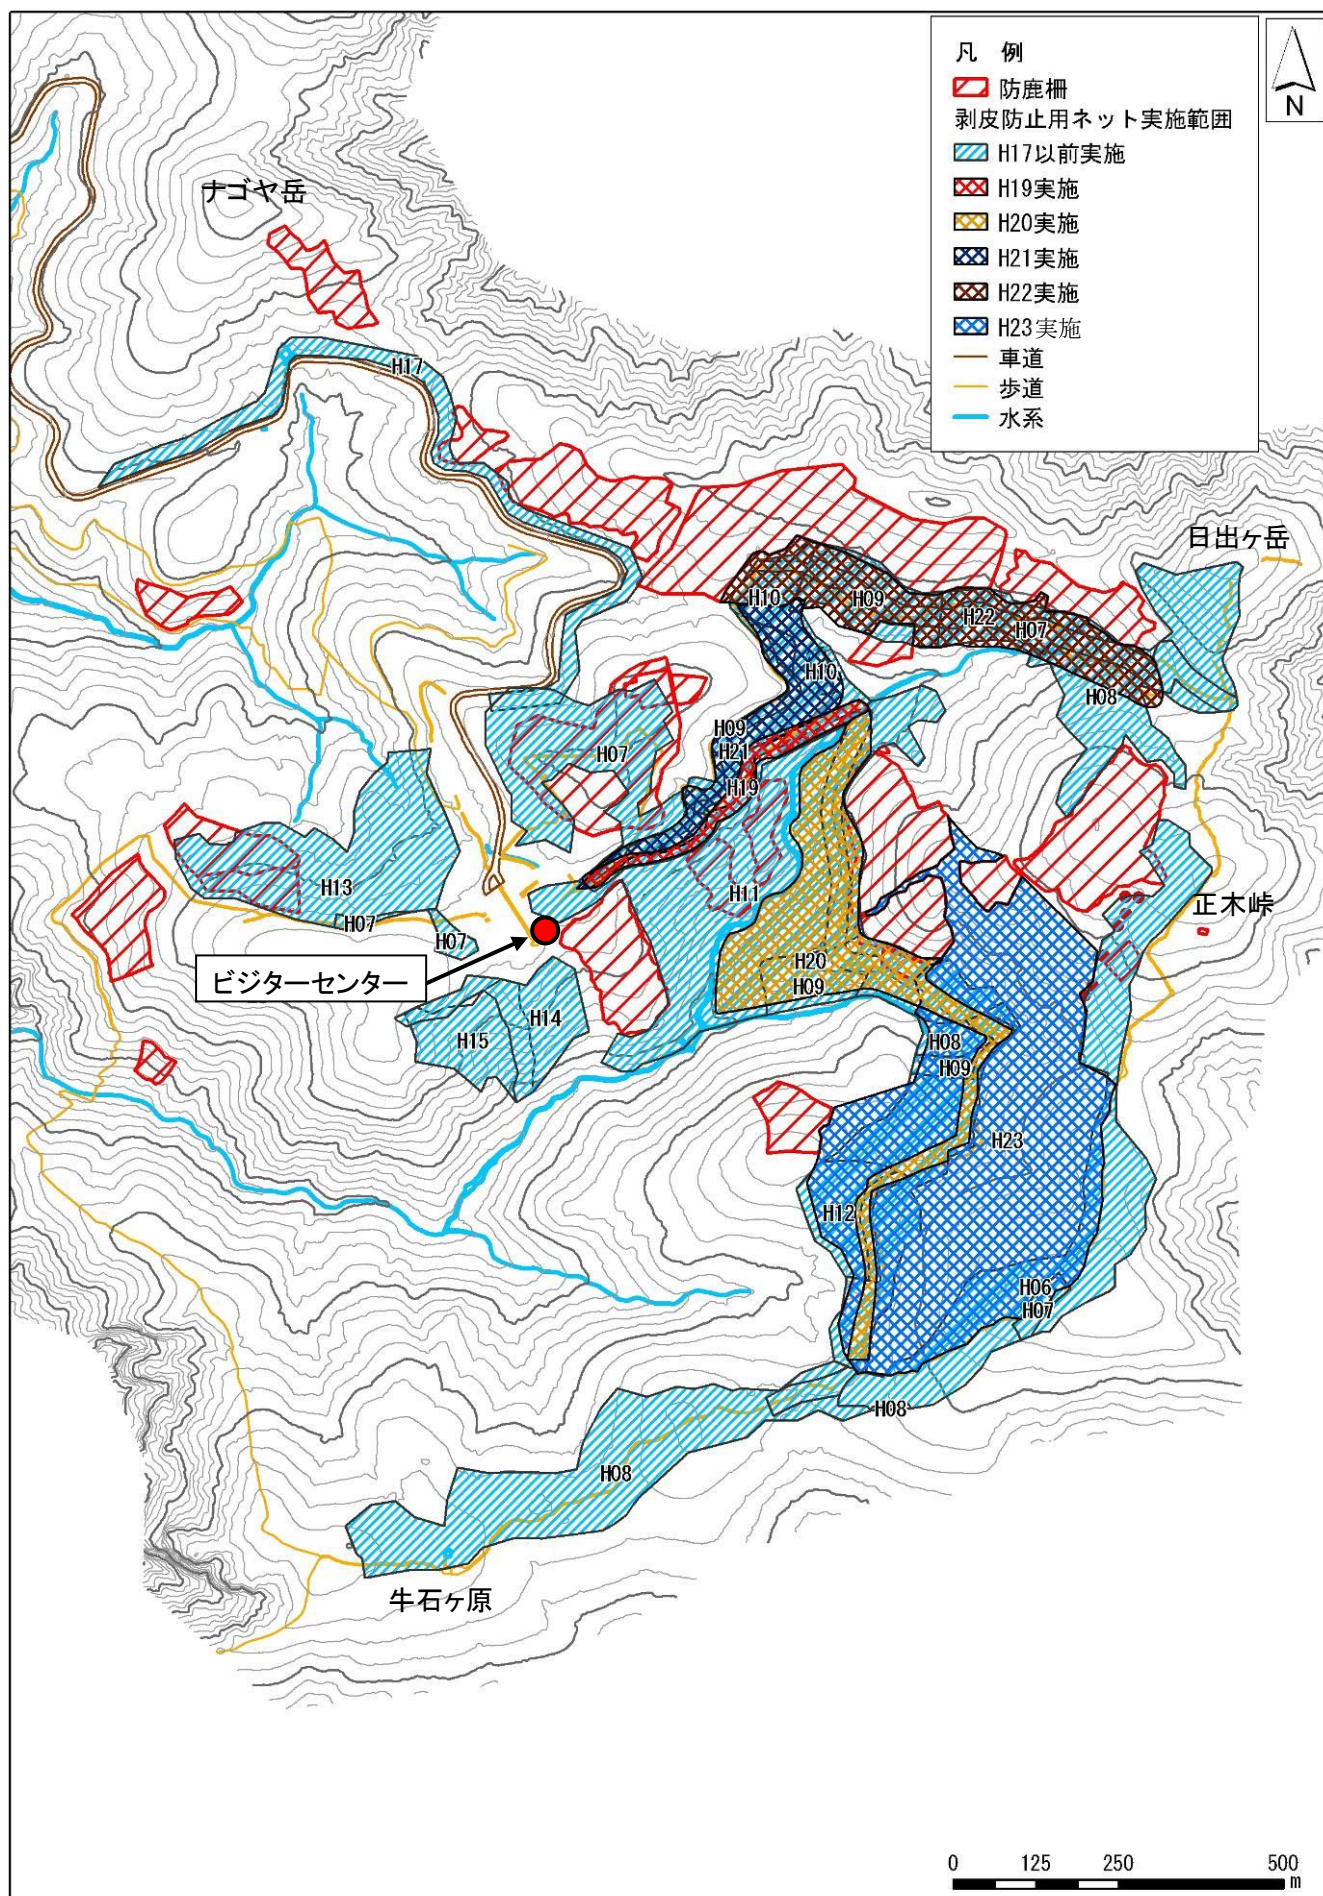 凡 例
防鹿柵
剥皮防止用ネット実施範囲
H17以前実施
H19実施
H20実施
H21実施
H22実施
H23実施
車道
歩道
水系
N
ナゴヤ岳
H17
日出ヶ岳
H10
H09
H22
H07
H10
H08
H09
H07
H21
H19
H13
H11
H07
H07
正木峠
ビジターセンター
H20
H09
H14
H15
H08
H09
H23
H12
H06
H07
H08
H08
牛石ヶ原
0 125 250 500
m